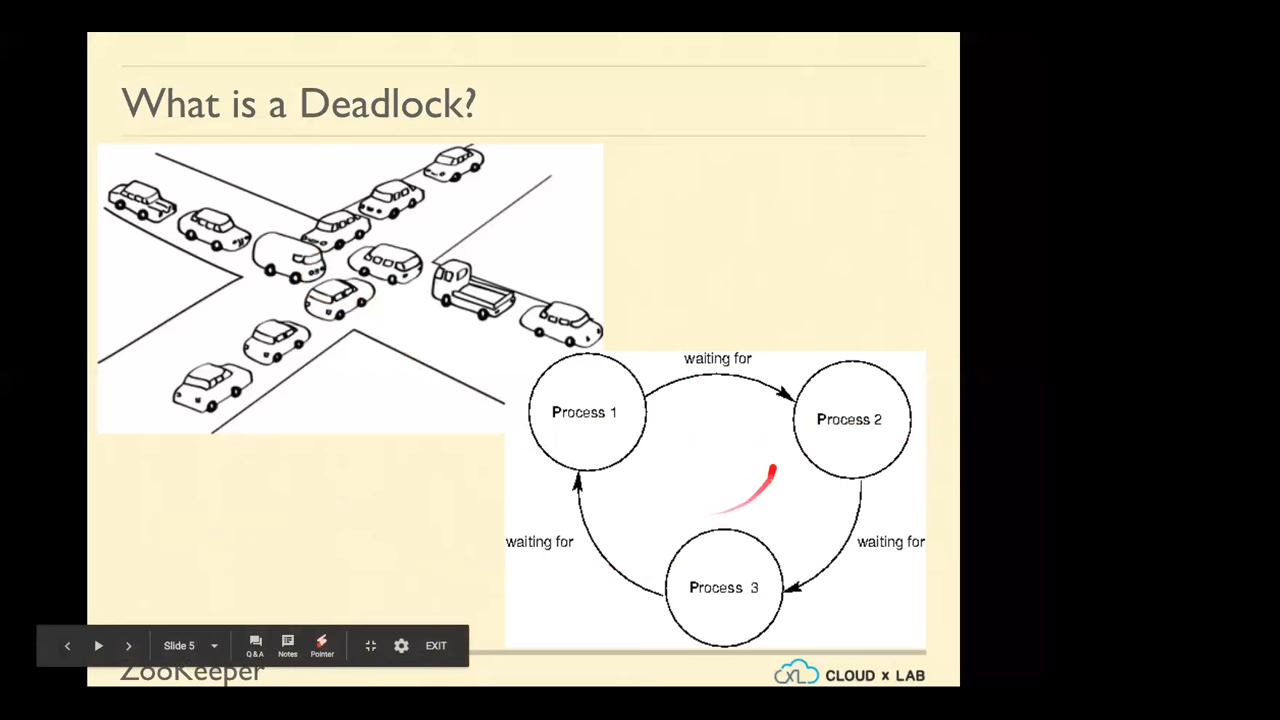 What is a Deadlock?
waiting for
Process 1
Process 2
waiting for
waiting for
Process 3
Slide 5
Q & A
Notes
Pointer
EXIT
ZooKeeper
CXL
CLOUD x LAB